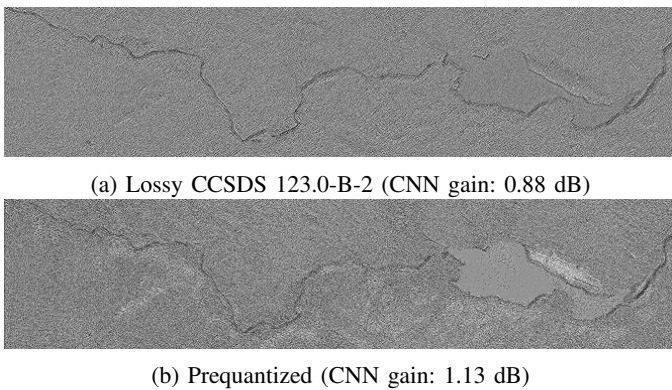 (a) Lossy CCSDS 123.0-B-2 (CNN gain: 0.88 dB)
(b) Prequantized (CNN gain: 1.13 dB)